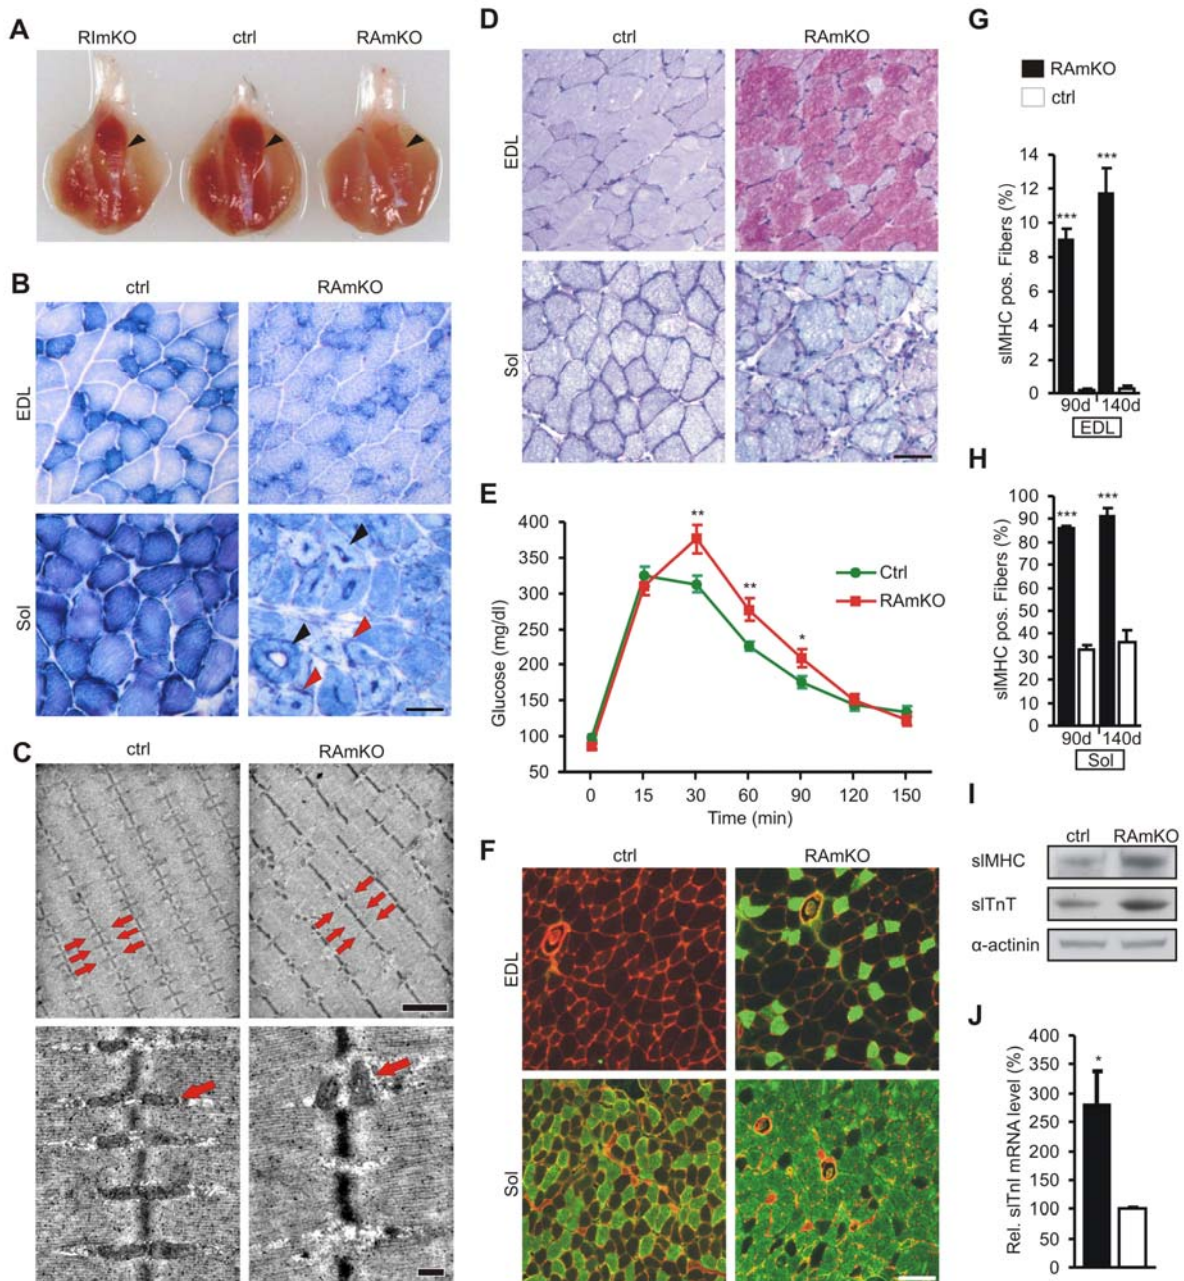 A
RImKO ctrl RAmKO
B
ctrl RAmKO
EDL
Sol
C
ctrl RAmKO
D
ctrl RAmKO
EDL
Sol
E
Glucose (mg/dl)
400
350
300
250
200
150
100
50
** ** *
Ctrl
RAmKO
0 15 30 60 90 120 150
Time (min)
F
ctrl RAmKO
EDL
Sol
G
RAmKO
ctrl
slMHC pos. Fibers (%)
14
12
10
8
6
4
2
0
*** ***
90d 140d
EDL
H
slMHC pos. Fibers (%)
100
90
80
70
60
50
40
30
20
10
0
*** ***
90d 140d
Sol
I
ctrl RAmKO
slMHC
slTnT
α-actinin
J
Rel. slTnI mRNA level (%)
400
350
300
250
200
150
100
50
0
*